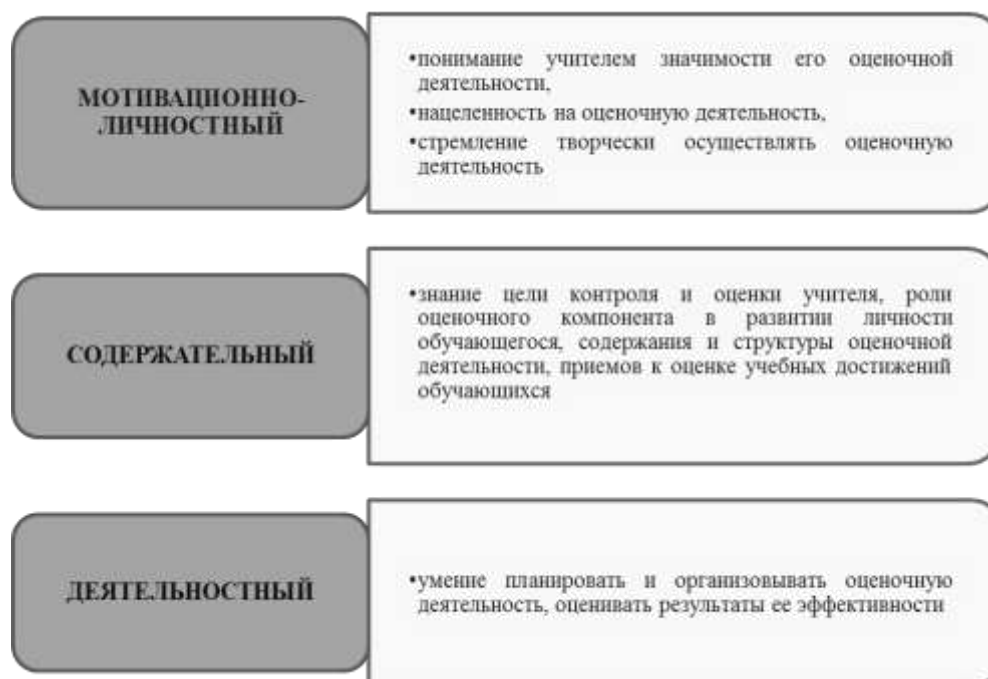 МОТИВАЦИОННО-
ЛИЧНОСТНЫЙ
•понимание учителем значимости его оценочной
деятельности,
•нацеленность на оценочную деятельность,
•стремление творчески осуществлять оценочную
деятельность
СОДЕРЖАТЕЛЬНЫЙ
•знание цели контроля и оценки учителя, роли
оценочного компонента в развитии личности
обучающегося, содержания и структуры оценочной
деятельности, приемов к оценке учебных достижений
обучающихся
ДЕЯТЕЛЬНОСТНЫЙ
•умение планировать и организовывать оценочную
деятельность, оценивать результаты ее эффективности